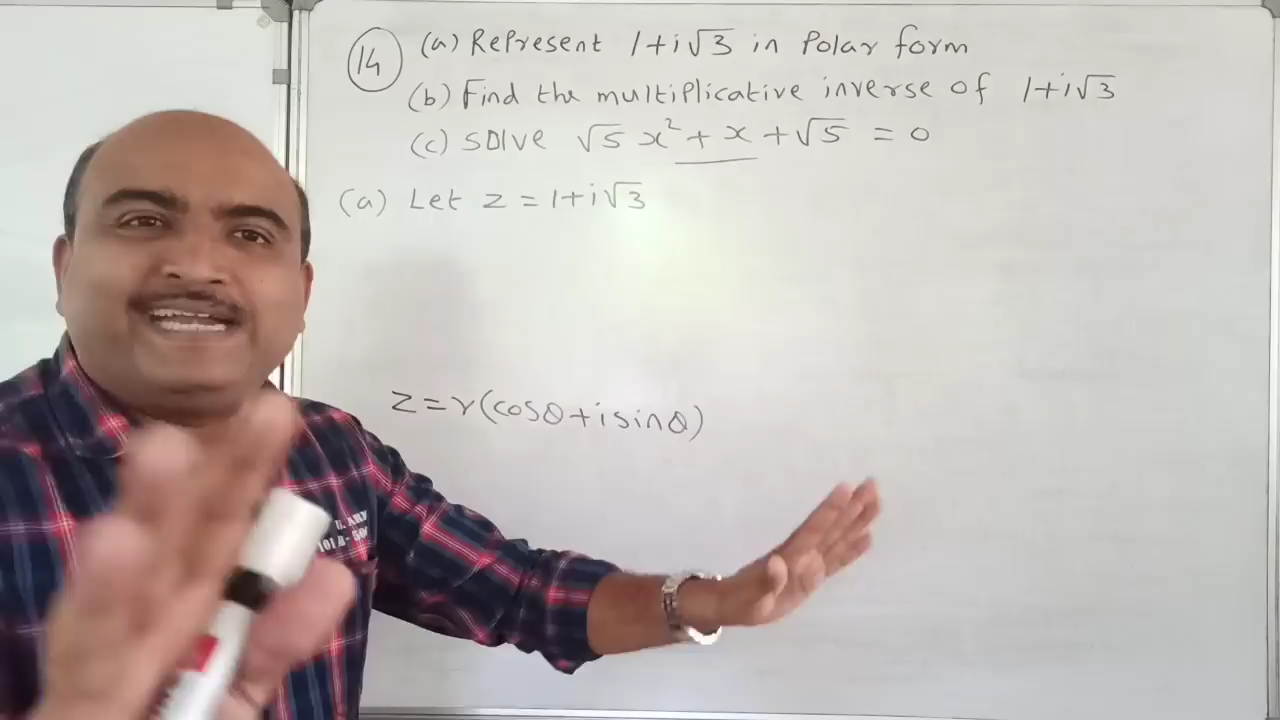 14 (a) Represent 1+i√3 in Polar form
(b) Find the multiplicative inverse of 1+i√3
(c) SOLVE √5 x² + x + √5 = 0
(a) Let z = 1+i√3
z=r(cosθ+i sinθ)